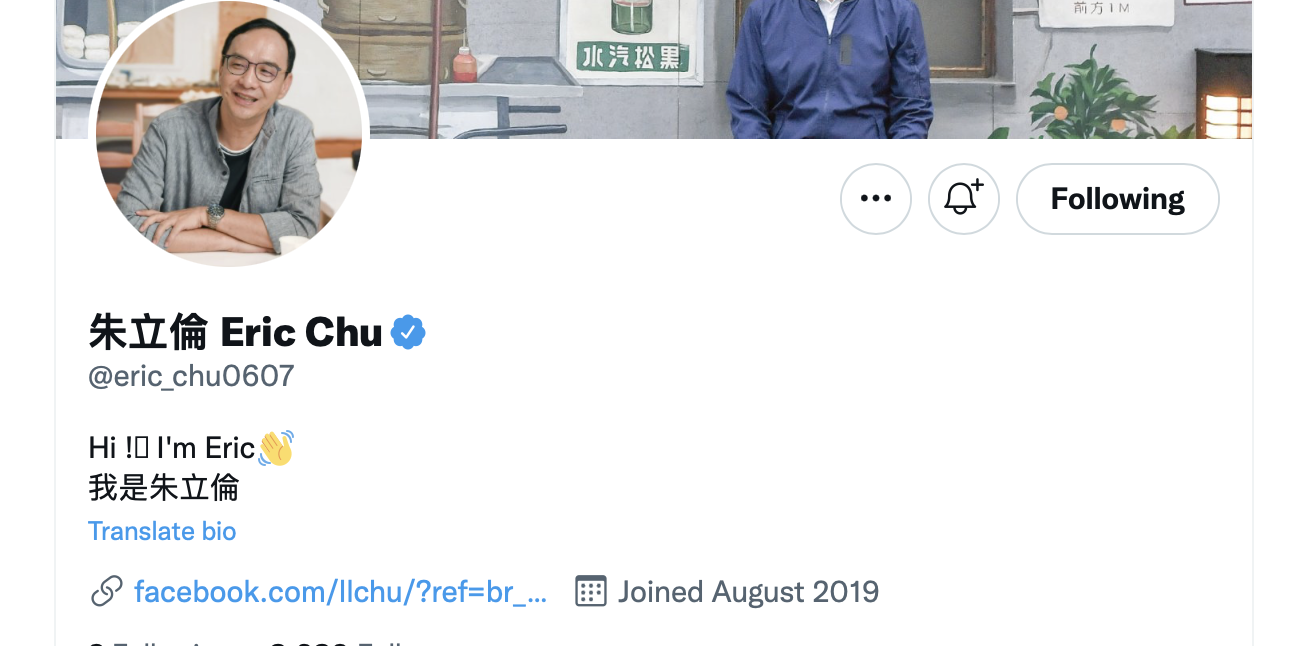 前方1M
水汽松黑
Following
朱立倫 Eric Chu
@eric_chu0607
Hi ! I'm Eric👋
我是朱立倫
Translate bio
facebook.com/llchu/?ref=br_...
Joined August 2019